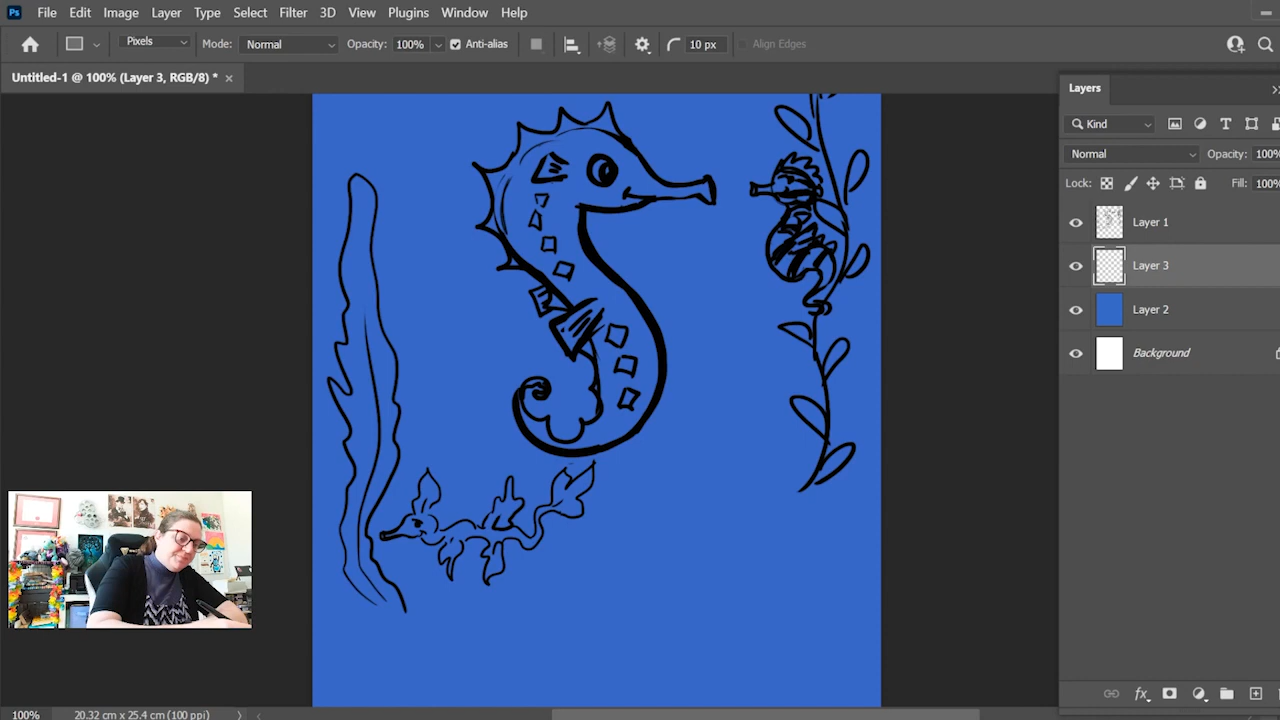 Ps File Edit Image Layer Type Select Filter 3D View Plugins Window Help
Pixels Mode: Normal Opacity: 100% Anti-alias 10 px Align Edges
Untitled-1 @ 100% (Layer 3, RGB/8) * ×
Layers
Kind
Normal Opacity: 100%
Lock: Fill: 100%
Layer 1
Layer 3
Layer 2
Background
fx
100% 20.32 cm x 25.4 cm (100 ppi)